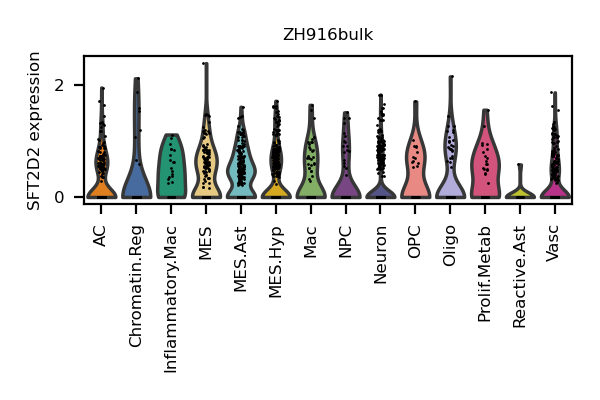 ZH916bulk
SFT2D2 expression
2
0
AC
Chromatin.Reg
Inflammatory.Mac
MES
MES.Ast
MES.Hyp
Mac
NPC
Neuron
OPC
Oligo
Prolif.Metab
Reactive.Ast
Vasc